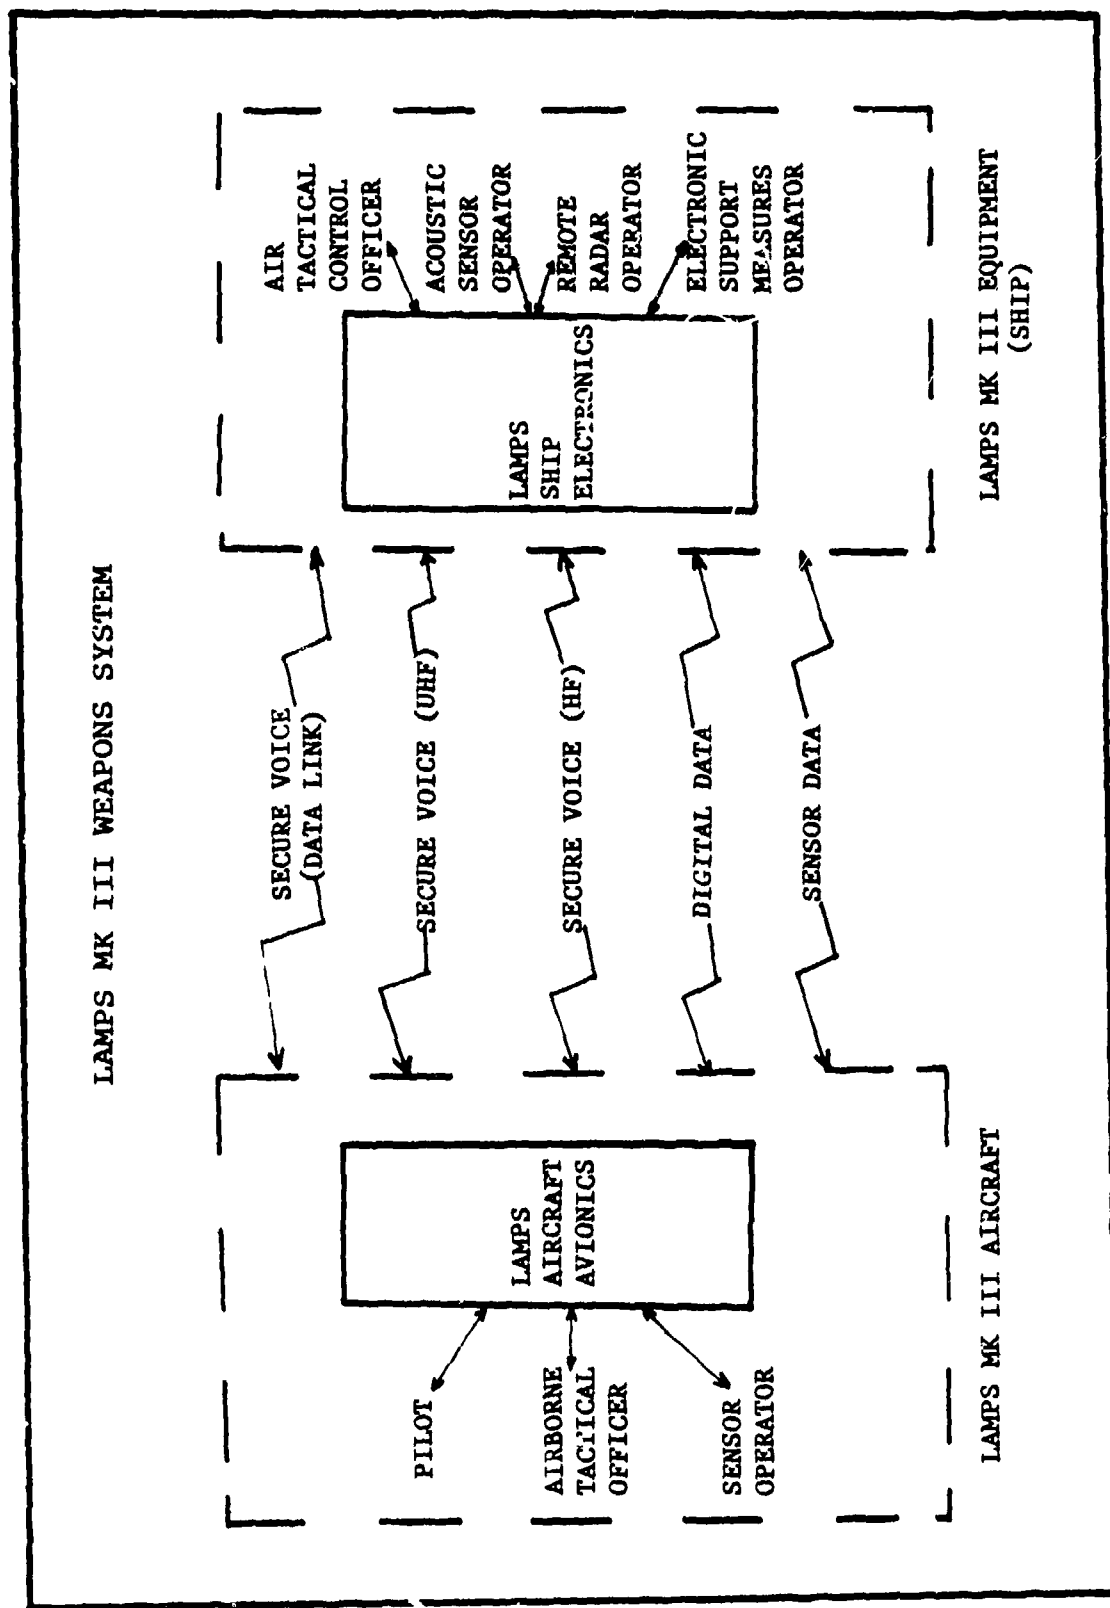 LAMPS MK III WEAPONS SYSTEM
PILOT
AIRBORNE
TACTICAL
OFFICER
SENSOR
OPERATOR
LAMPS
AIRCRAFT
AVIONICS
LAMPS MK III AIRCRAFT
SECURE VOICE
(DATA LINK)
SECURE VOICE (UHF)
SECURE VOICE (HF)
DIGITAL DATA
SENSOR DATA
LAMPS
SHIP
ELECTRONICS
AIR
TACTICAL
CONTROL
OFFICER
ACOUSTIC
SENSOR
OPERATOR
REMOTE
RADAR
OPERATOR
ELECTRONIC
SUPPORT
MEASURES
OPERATOR
LAMPS MK III EQUIPMENT
(SHIP)